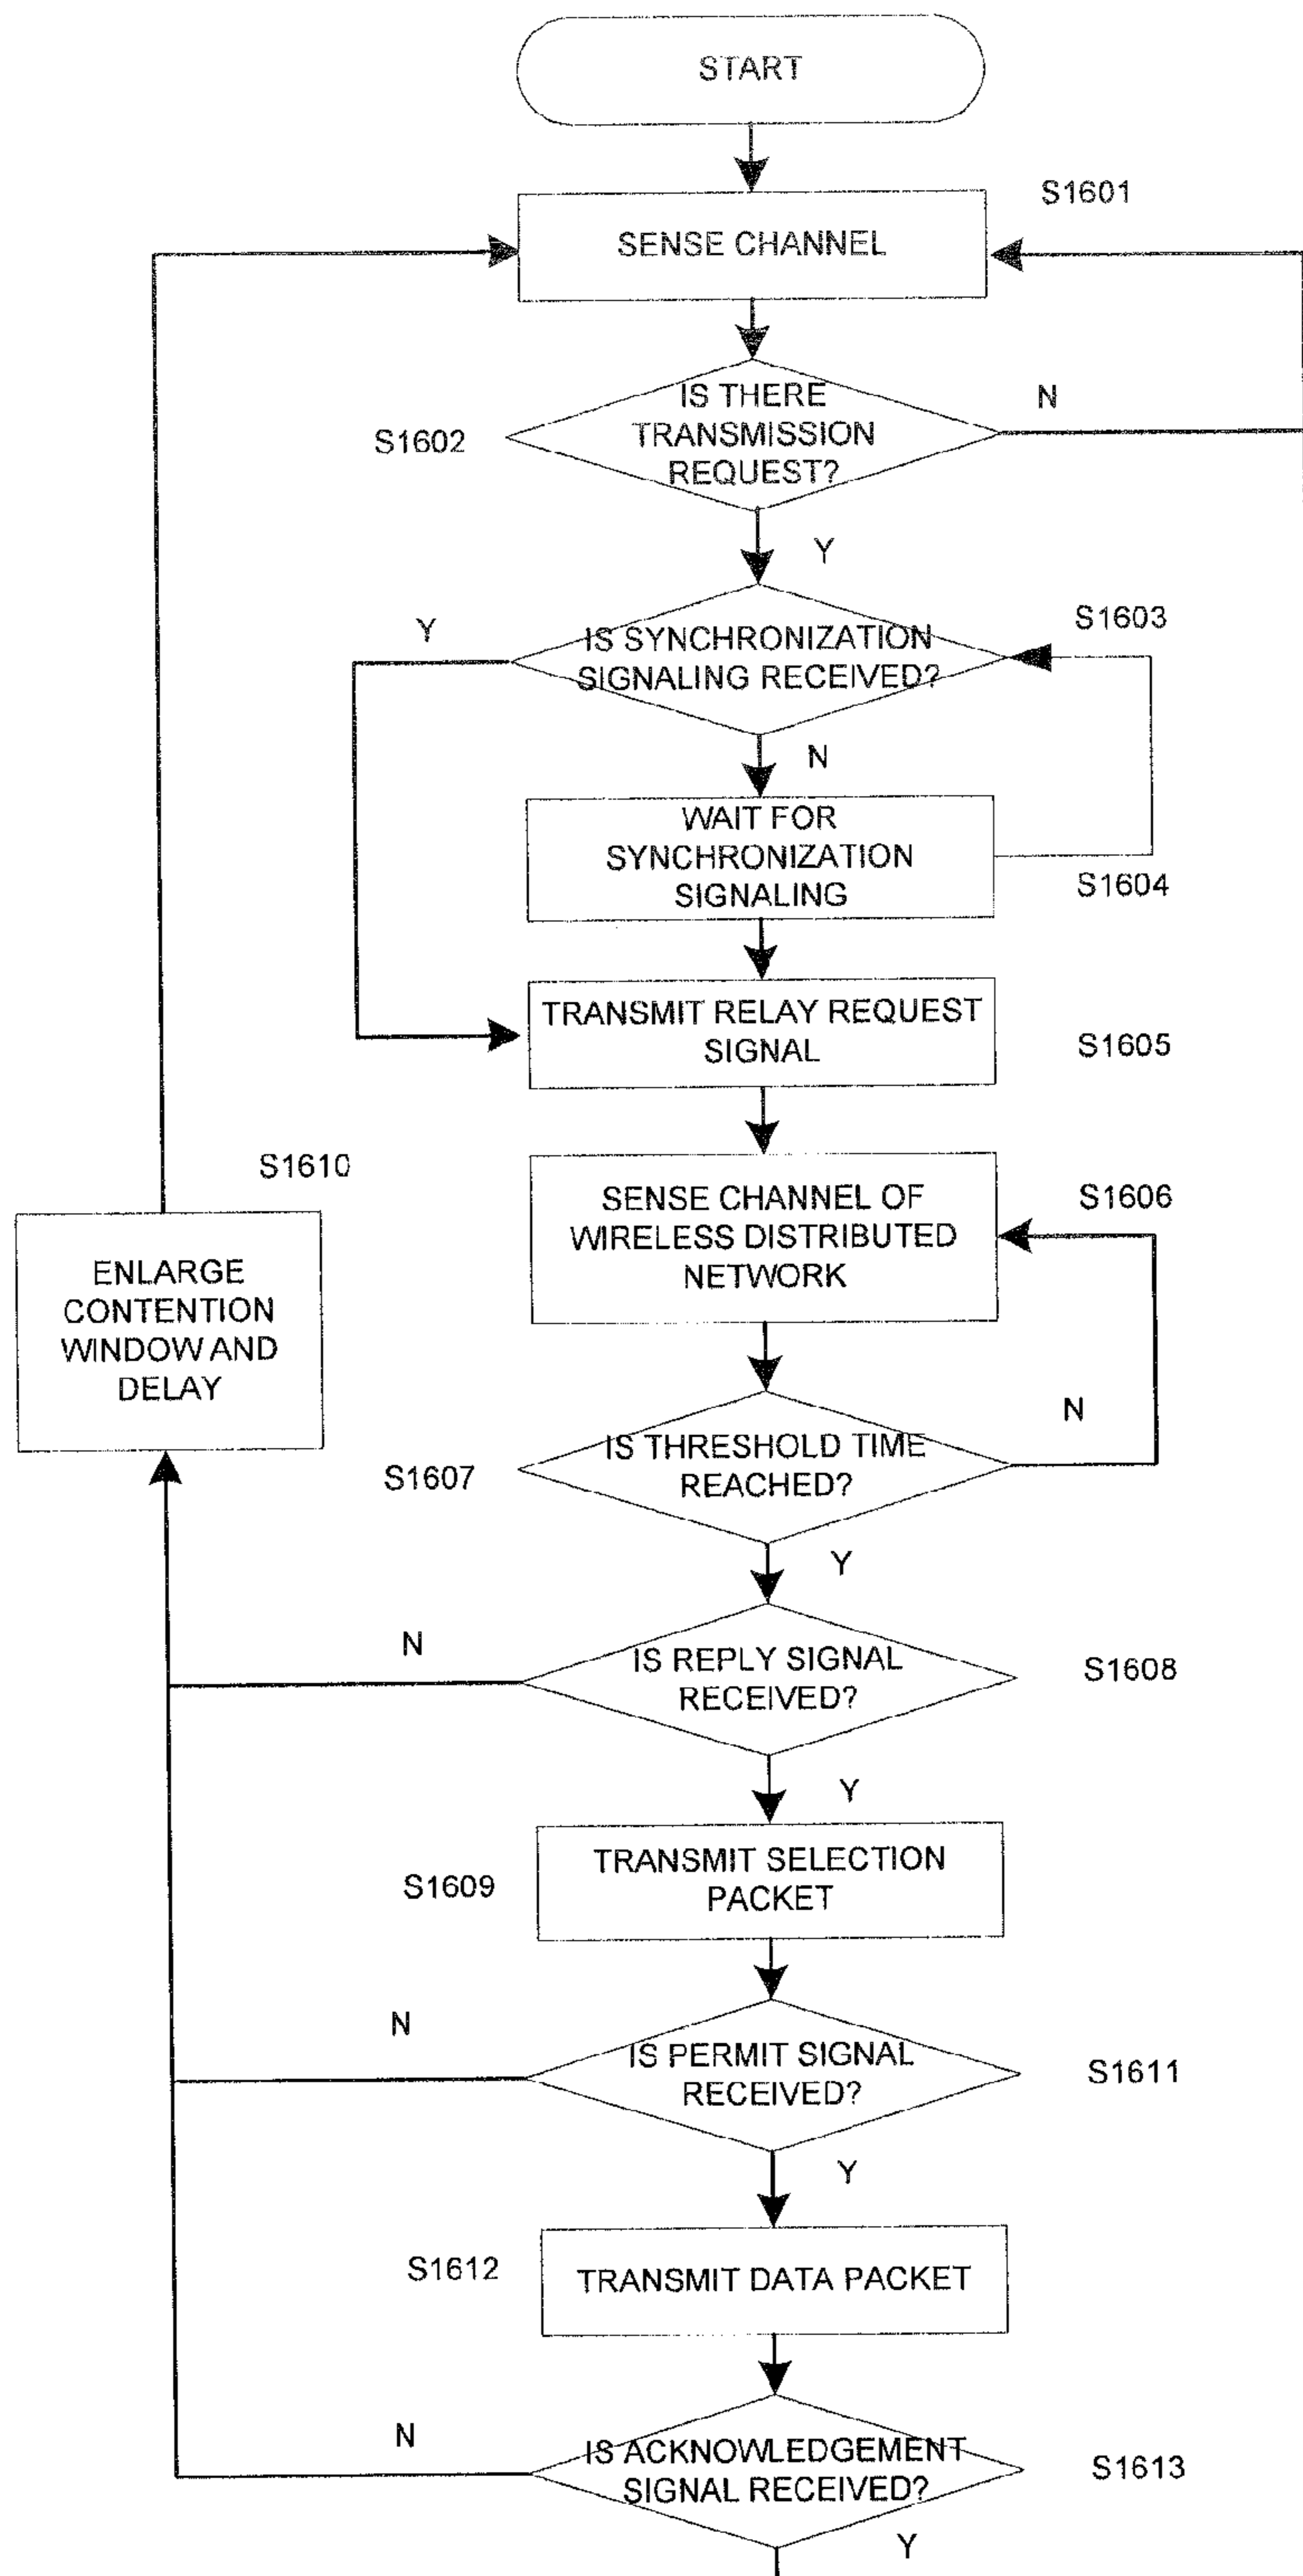 START
S1601
SENSE CHANNEL
IS THERE
TRANSMISSION
REQUEST?
N
S1602
Y
IS SYNCHRONIZATION
SIGNALING RECEIVED?
S1603
Y
N
WAIT FOR
SYNCHRONIZATION
SIGNALING
S1604
TRANSMIT RELAY REQUEST
SIGNAL
S1605
S1610
SENSE CHANNEL OF
WIRELESS DISTRIBUTED
NETWORK
S1606
ENLARGE
CONTENTION
WINDOW AND
DELAY
IS THRESHOLD TIME
REACHED?
N
S1607
Y
N
IS REPLY SIGNAL
RECEIVED?
S1608
Y
TRANSMIT SELECTION
PACKET
S1609
N
IS PERMIT SIGNAL
RECEIVED?
S1611
Y
S1612
TRANSMIT DATA PACKET
N
IS ACKNOWLEDGEMENT
SIGNAL RECEIVED?
S1613
Y